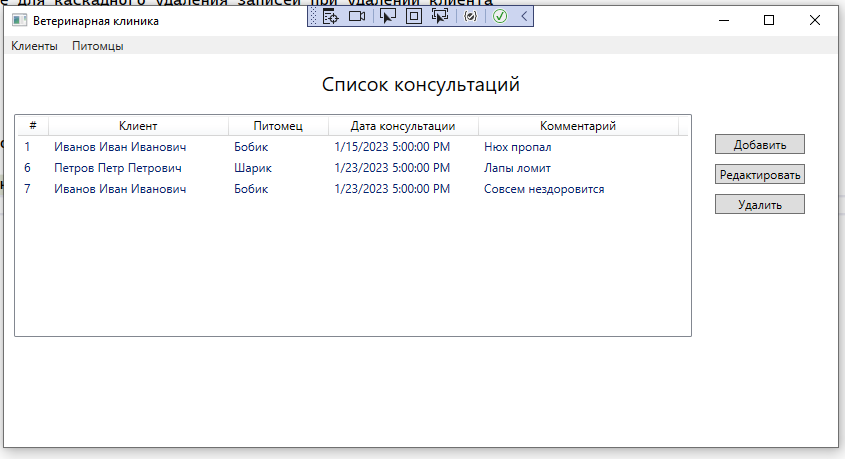 е для каскадного удаления записей при удалении клиента
Ветеринарная клиника
Клиенты Питомцы
Список консультаций
# Клиент Питомец Дата консультации Комментарий
1 Иванов Иван Иванович Бобик 1/15/2023 5:00:00 PM Нюх пропал
6 Петров Петр Петрович Шарик 1/23/2023 5:00:00 PM Лапы ломит
7 Иванов Иван Иванович Бобик 1/23/2023 5:00:00 PM Совсем нездоровится
Добавить
Редактировать
Удалить